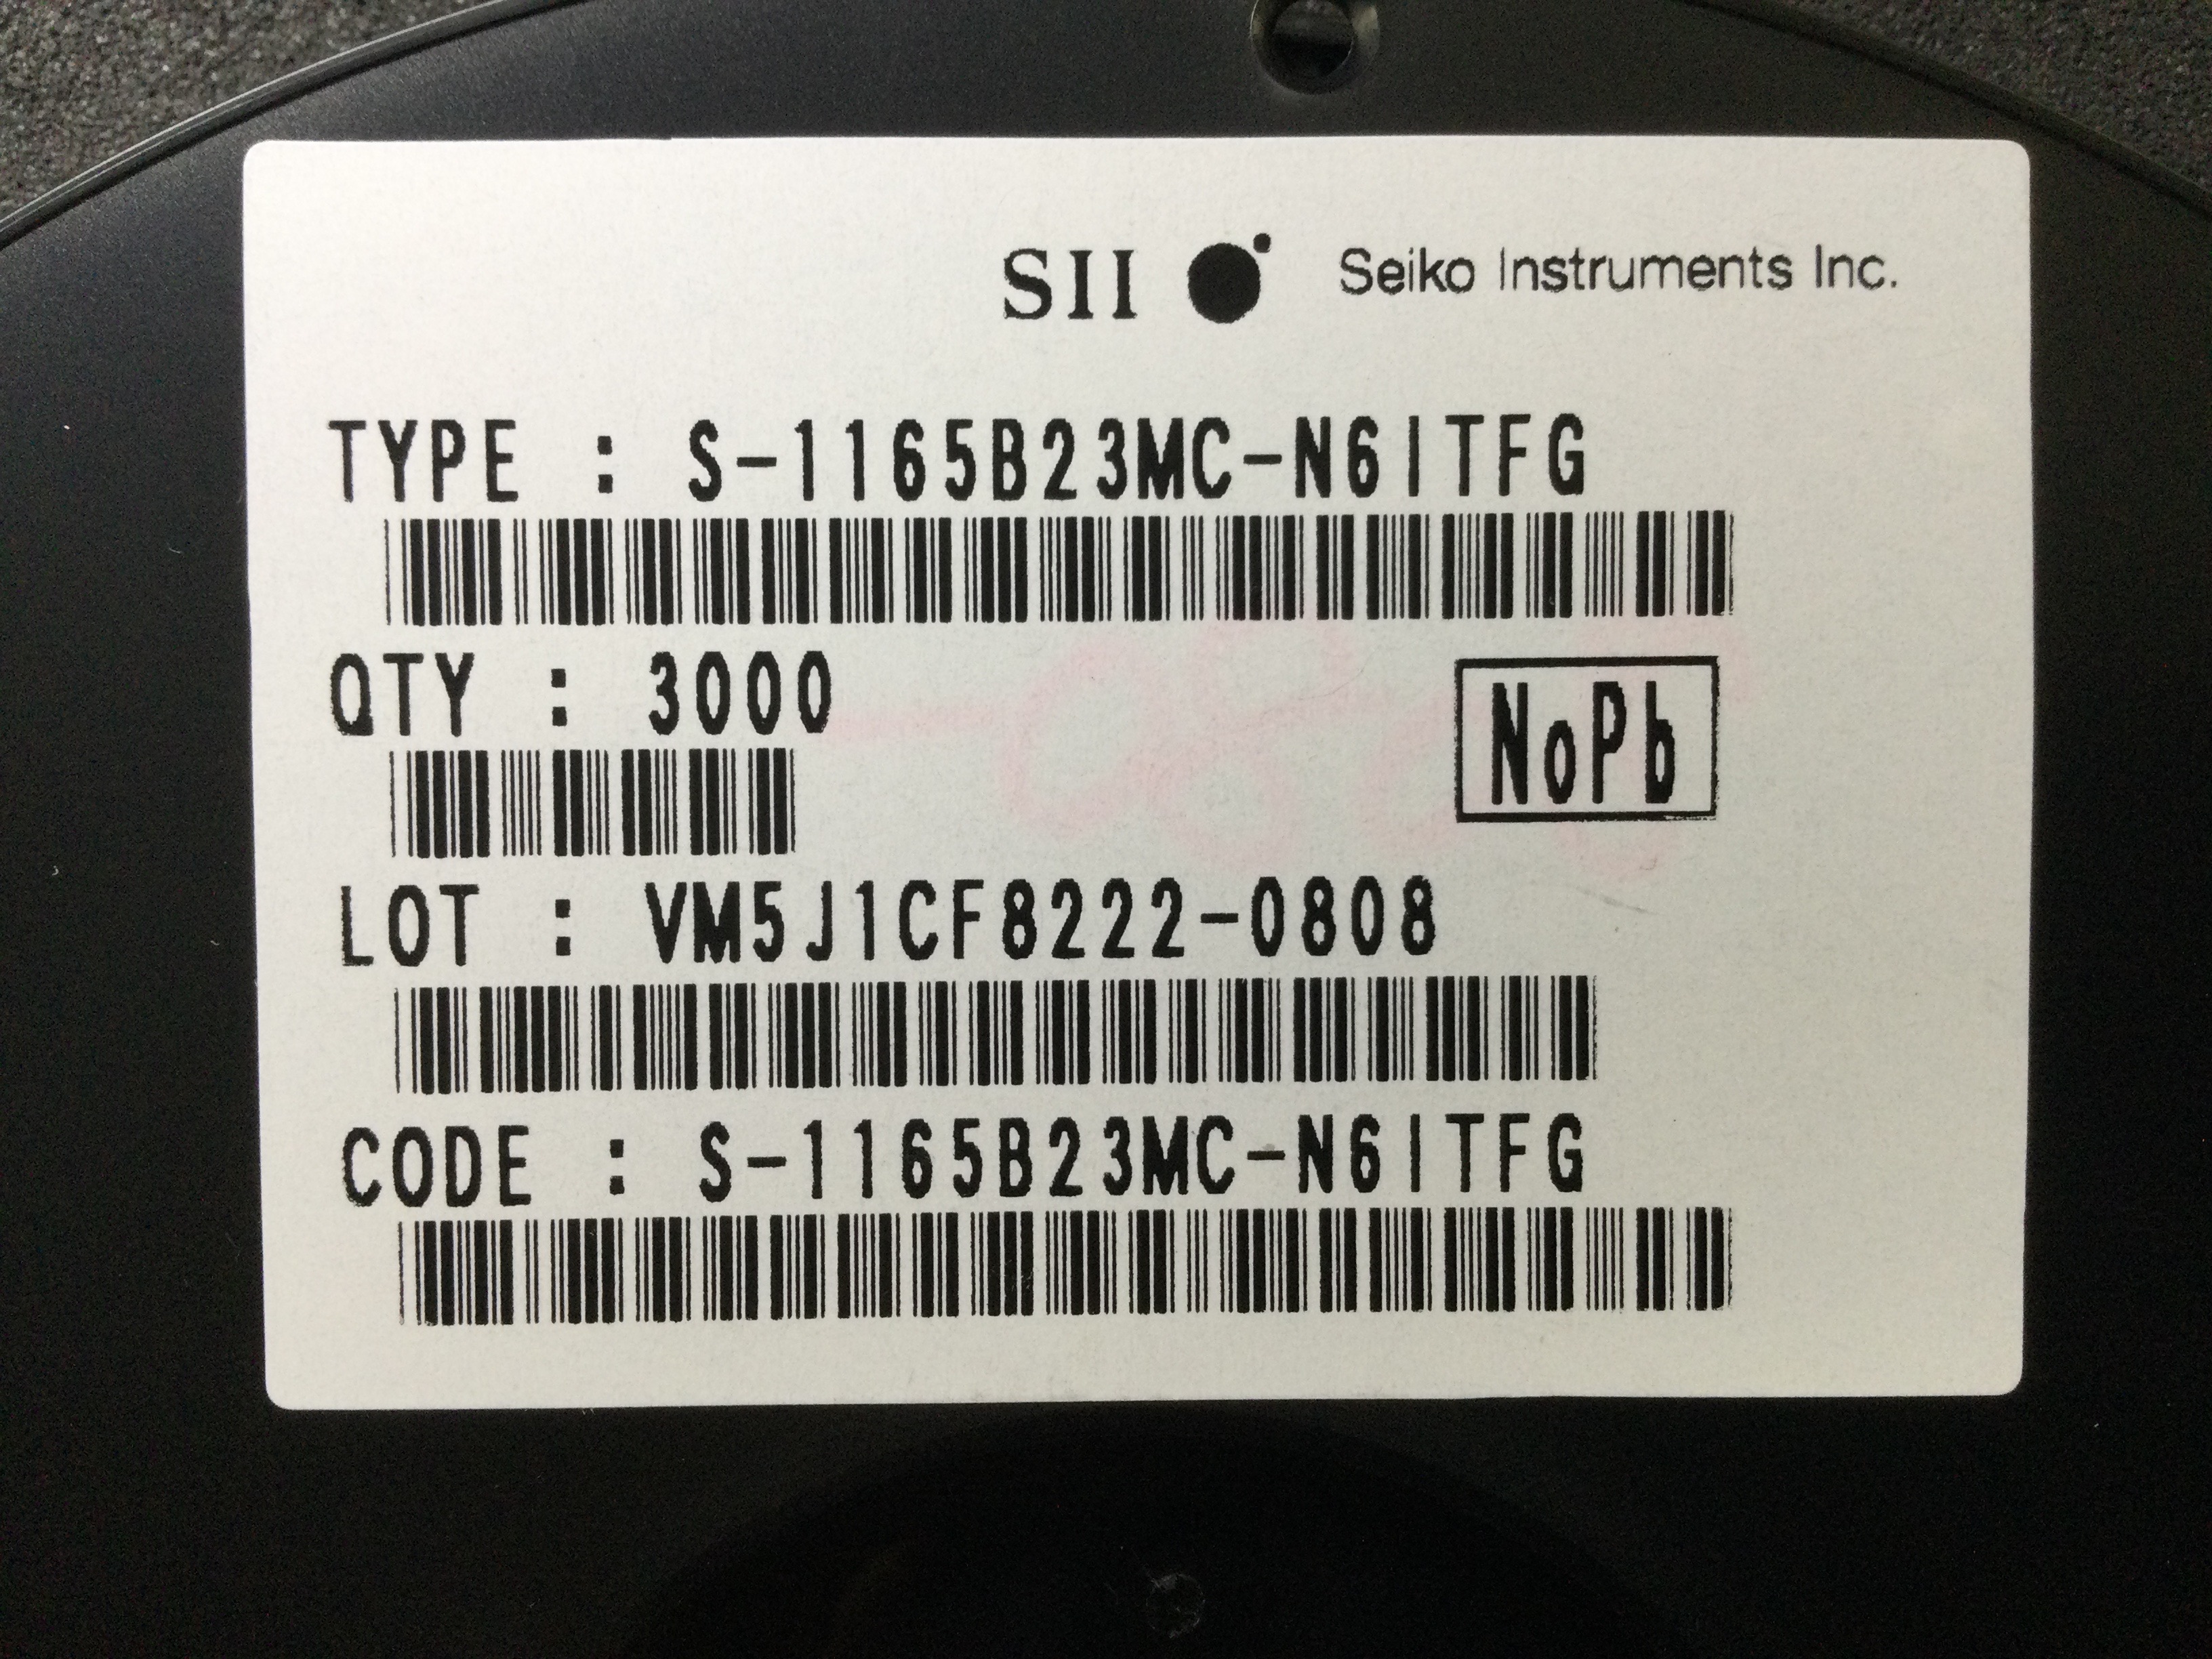 SII Seiko Instruments Inc.
TYPE : S-1165B23MC-N6ITFG
QTY : 3000
NoPb
LOT : VM5J1CF8222-0808
CODE : S-1165B23MC-N6ITFG